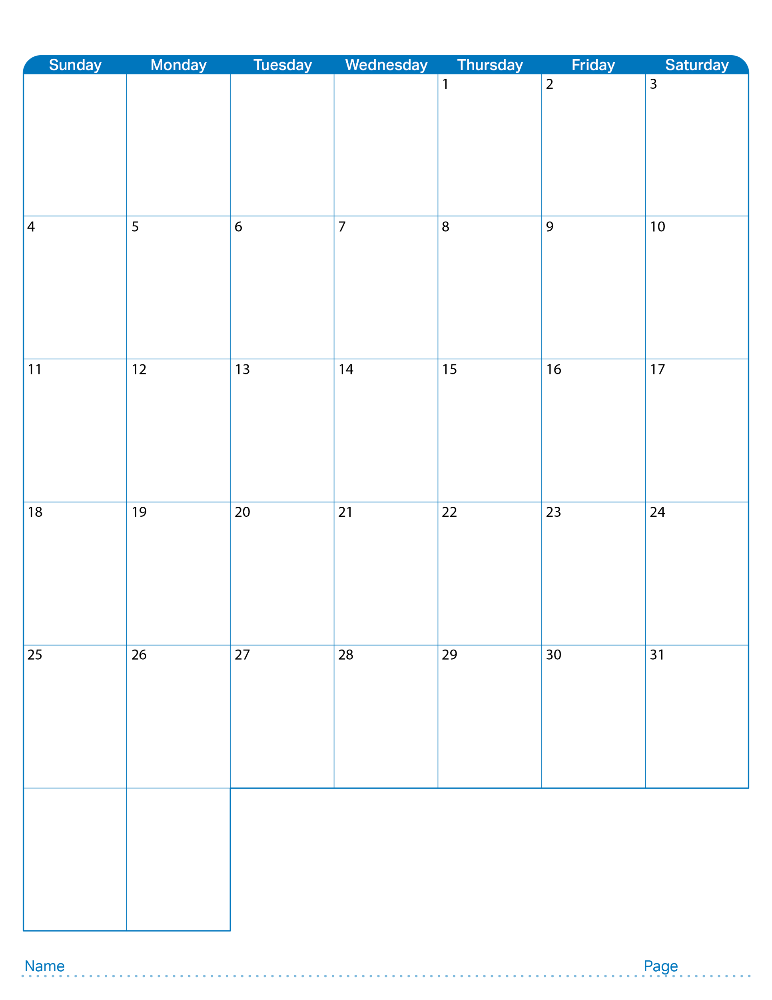 Sunday Monday Tuesday Wednesday Thursday Friday Saturday
1 2 3
4 5 6 7 8 9 10
11 12 13 14 15 16 17
18 19 20 21 22 23 24
25 26 27 28 29 30 31
Name Page